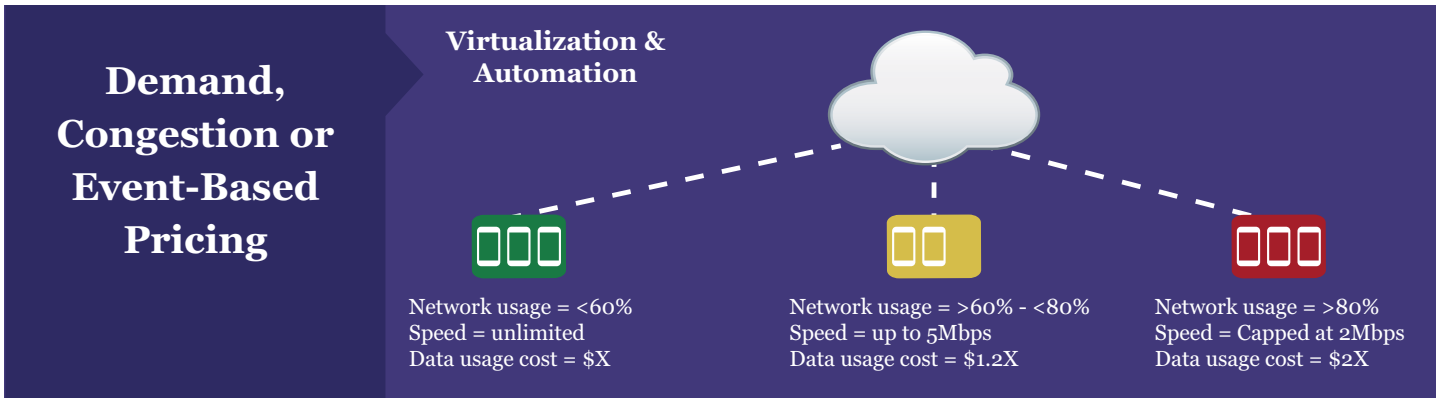 Demand,
Congestion or
Event-Based
Pricing
Virtualization &
Automation
Network usage = <60%
Speed = unlimited
Data usage cost = $X
Network usage = >60% - <80%
Speed = up to 5Mbps
Data usage cost = $1.2X
Network usage = >80%
Speed = Capped at 2Mbps
Data usage cost = $2X